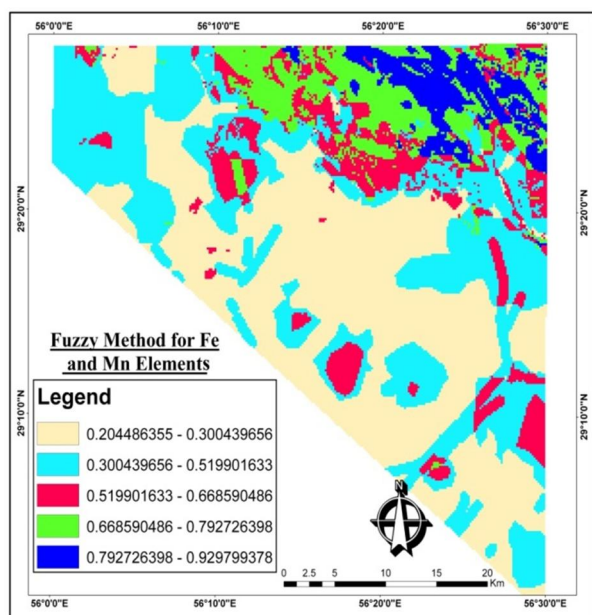 56°0'0"E 56°10'0"E 56°20'0"E 56°30'0"E
29°20'0"N 29°20'0"N
29°10'0"N 29°10'0"N
Fuzzy Method for Fe
and Mn Elements
Legend
0.204486355 - 0.300439656
0.300439656 - 0.519901633
0.519901633 - 0.668590486
0.668590486 - 0.792726398
0.792726398 - 0.929799378
N
0 2.5 5 10 15 20
Km
56°0'0"E 56°10'0"E 56°20'0"E 56°30'0"E